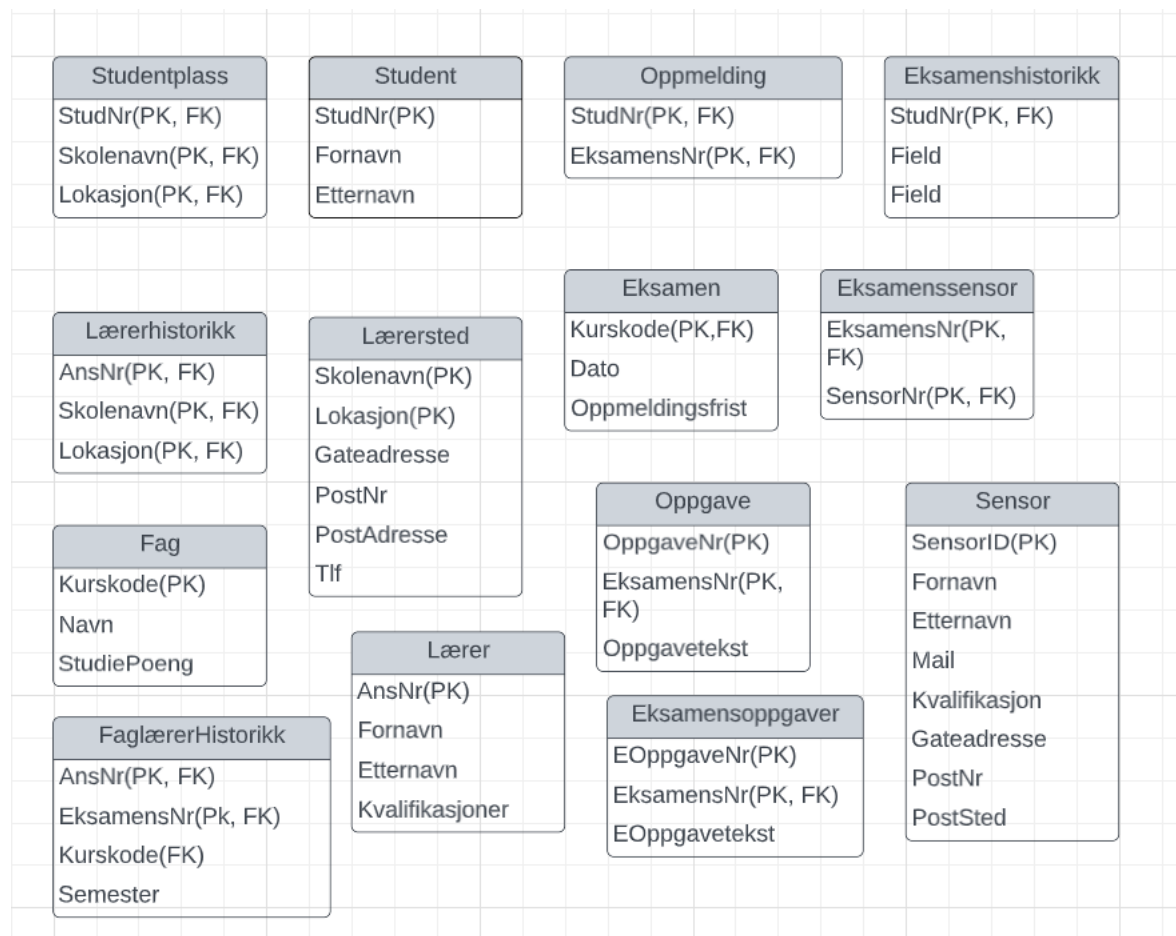 Studentplass
StudNr(PK, FK)
Skolenavn(PK, FK)
Lokasjon(PK, FK)
Student
StudNr(PK)
Fornavn
Etternavn
Oppmelding
StudNr(PK, FK)
EksamensNr(PK, FK)
Eksamenshistorikk
StudNr(PK, FK)
Field
Field
Lærerhistorikk
AnsNr(PK, FK)
Skolenavn(PK, FK)
Lokasjon(PK, FK)
Lærersted
Skolenavn(PK)
Lokasjon(PK)
Gateadresse
PostNr
PostAdresse
Tlf
Eksamen
Kurskode(PK,FK)
Dato
Oppmeldingsfrist
Eksamenssensor
EksamensNr(PK,
FK)
SensorNr(PK, FK)
Fag
Kurskode(PK)
Navn
StudiePoeng
Oppgave
OppgaveNr(PK)
EksamensNr(PK,
FK)
Oppgavetekst
Sensor
SensorID(PK)
Fornavn
Etternavn
Mail
Kvalifikasjon
Gateadresse
PostNr
PostSted
FaglærerHistorikk
AnsNr(PK, FK)
EksamensNr(Pk, FK)
Kurskode(FK)
Semester
Lærer
AnsNr(PK)
Fornavn
Etternavn
Kvalifikasjoner
Eksamensoppgaver
EOppgaveNr(PK)
EksamensNr(PK, FK)
EOppgavetekst